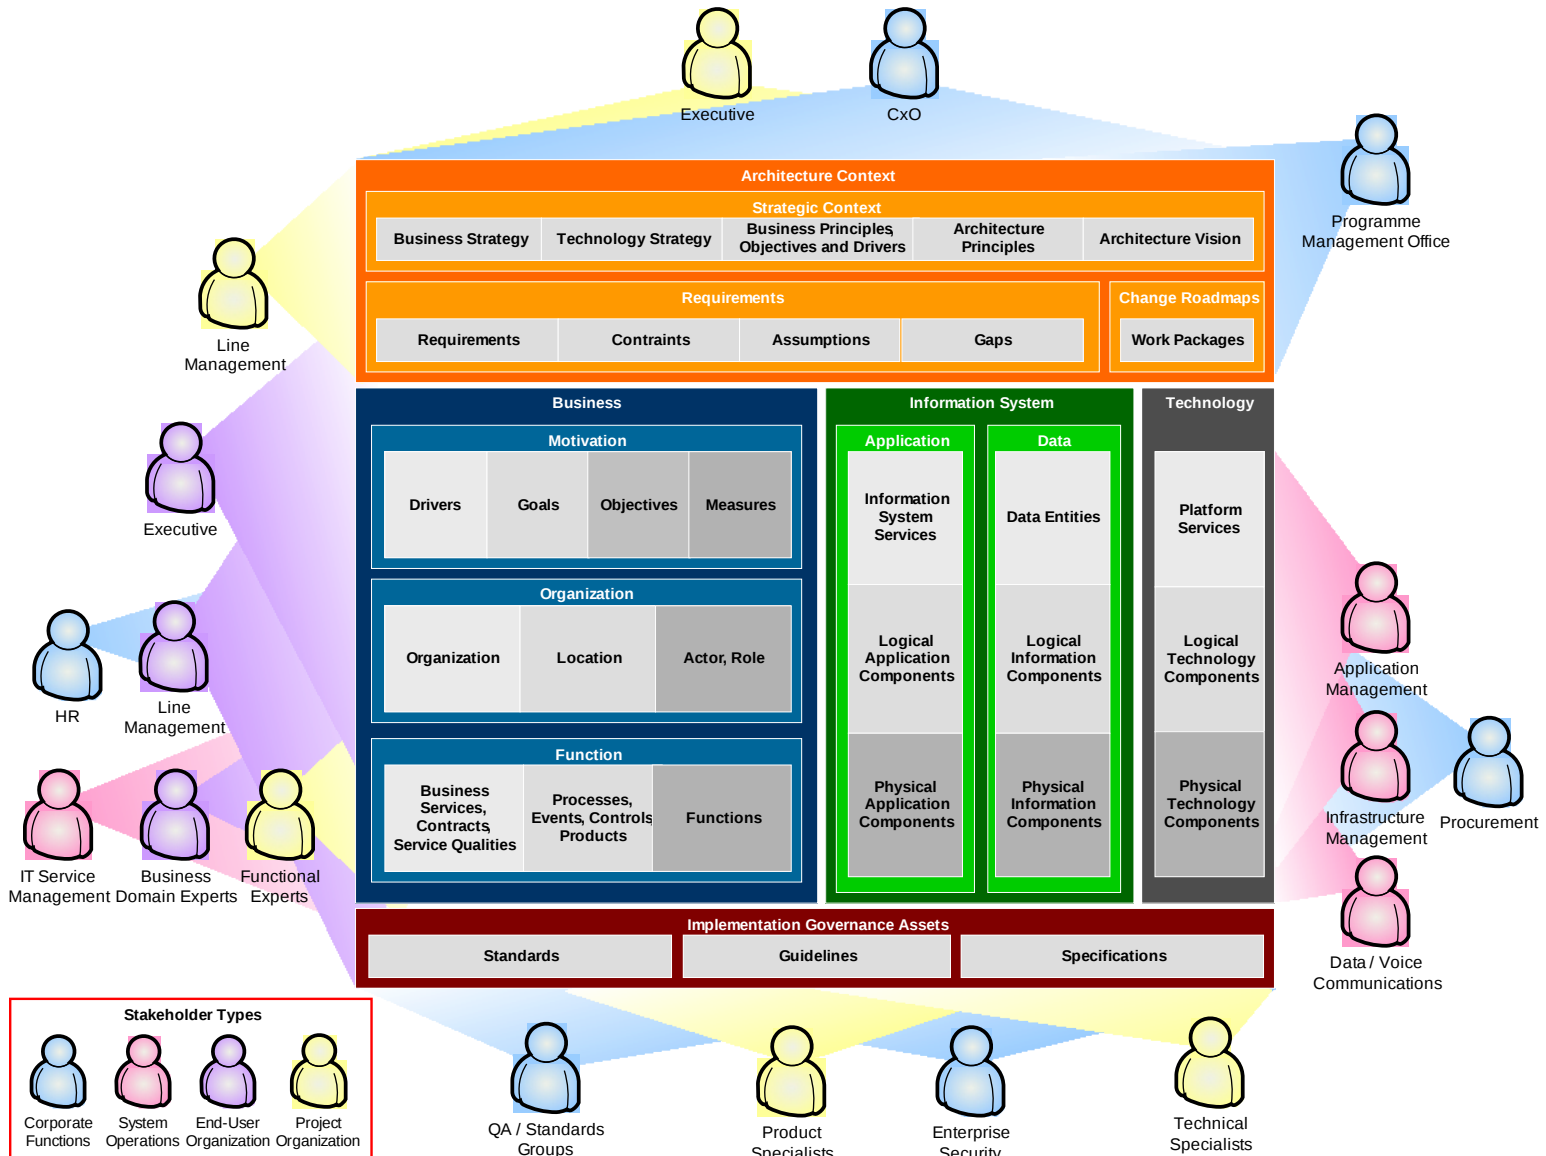 Executive
CxO
Programme
Management Office
Line
Management
Executive
HR
Line
Management
IT Service
Management
Business
Domain Experts
Functional
Experts
Architecture Context
Strategic Context
Business Strategy
Technology Strategy
Business Principles,
Objectives and Drivers
Architecture
Principles
Architecture Vision
Requirements
Requirements
Contraints
Assumptions
Gaps
Change Roadmaps
Work Packages
Business
Motivation
Drivers
Goals
Objectives
Measures
Organization
Organization
Location
Actor, Role
Function
Business
Services,
Contracts,
Service Qualities
Processes,
Events, Controls
Products
Functions
Information System
Application
Information
System
Services
Logical
Application
Components
Physical
Application
Components
Data
Data Entities
Logical
Information
Components
Physical
Information
Components
Technology
Platform
Services
Logical
Technology
Components
Physical
Technology
Components
Application
Management
Infrastructure
Management
Procurement
Data / Voice
Communications
Implementation Governance Assets
Standards
Guidelines
Specifications
Stakeholder Types
Corporate
Functions
System
Operations
End-User
Organization
Project
Organization
QA / Standards
Groups
Product
Specialists
Enterprise
Security
Technical
Specialists